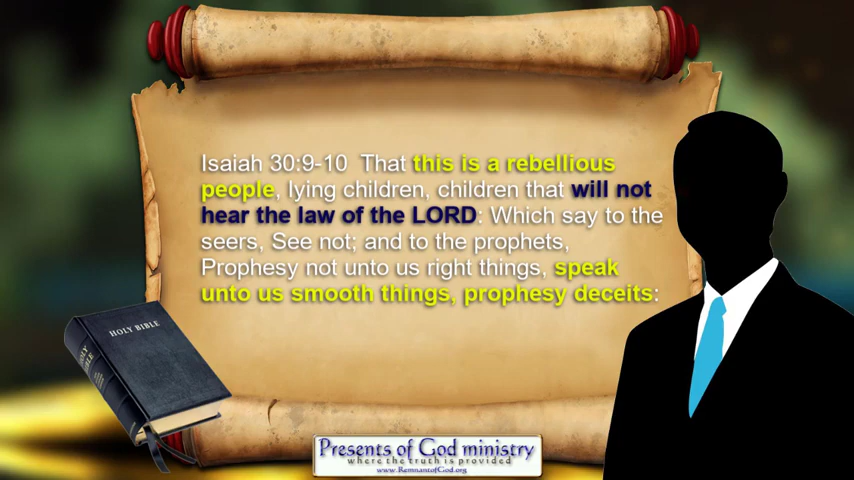 Isaiah 30:9-10  That this is a rebellious
people, lying children, children that will not
hear the law of the LORD: Which say to the
seers, See not; and to the prophets,
Prophesy not unto us right things, speak
unto us smooth things, prophesy deceits:
HOLY BIBLE
HOLY BIBLE
Presents of God ministry
where the truth is provided
www.RemnantofGod.org